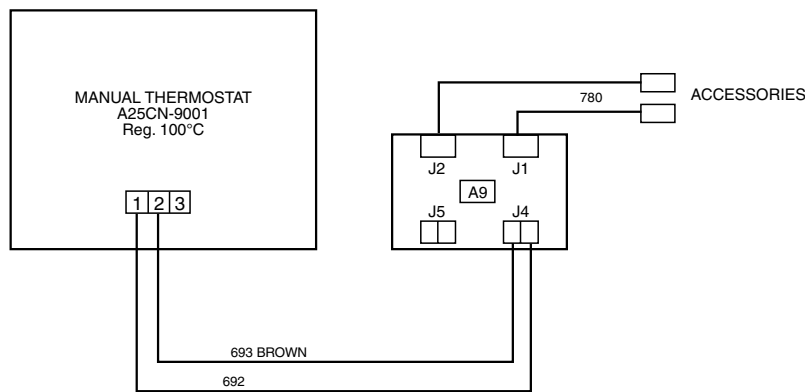 MANUAL THERMOSTAT
A25CN-9001
Reg. 100°C
1 2 3
780
ACCESSORIES
J2 J1
A9
J5 J4
693 BROWN
692